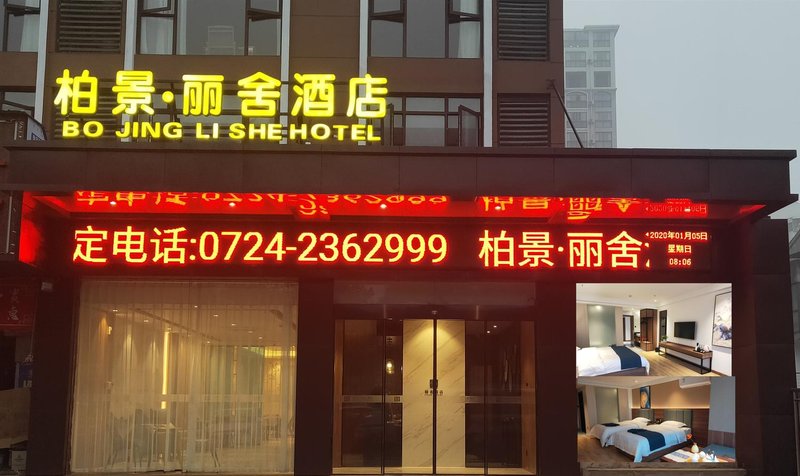 柏景·丽舍酒店
BO JING LI SHE HOTEL
定电话:0724-2362999 柏景·丽舍
2020年01月05日
星期日
08:06